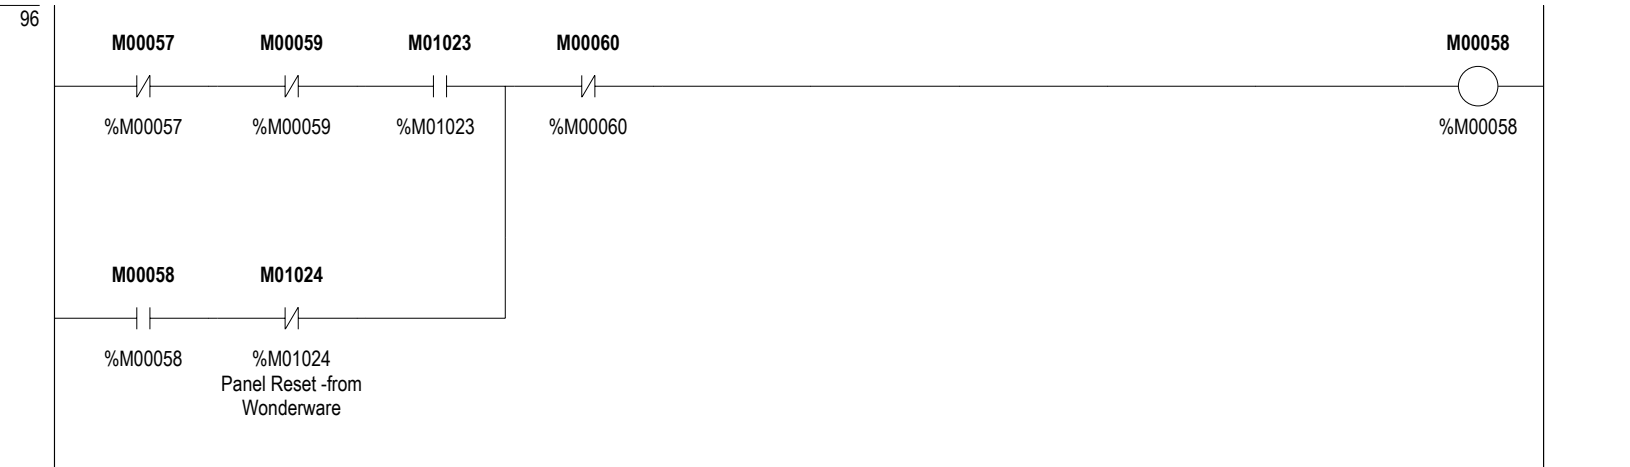 96
M00057 M00059 M01023 M00060 M00058
%M00057 %M00059 %M01023 %M00060 %M00058
M00058 M01024
%M00058 %M01024
Panel Reset -from
Wonderware